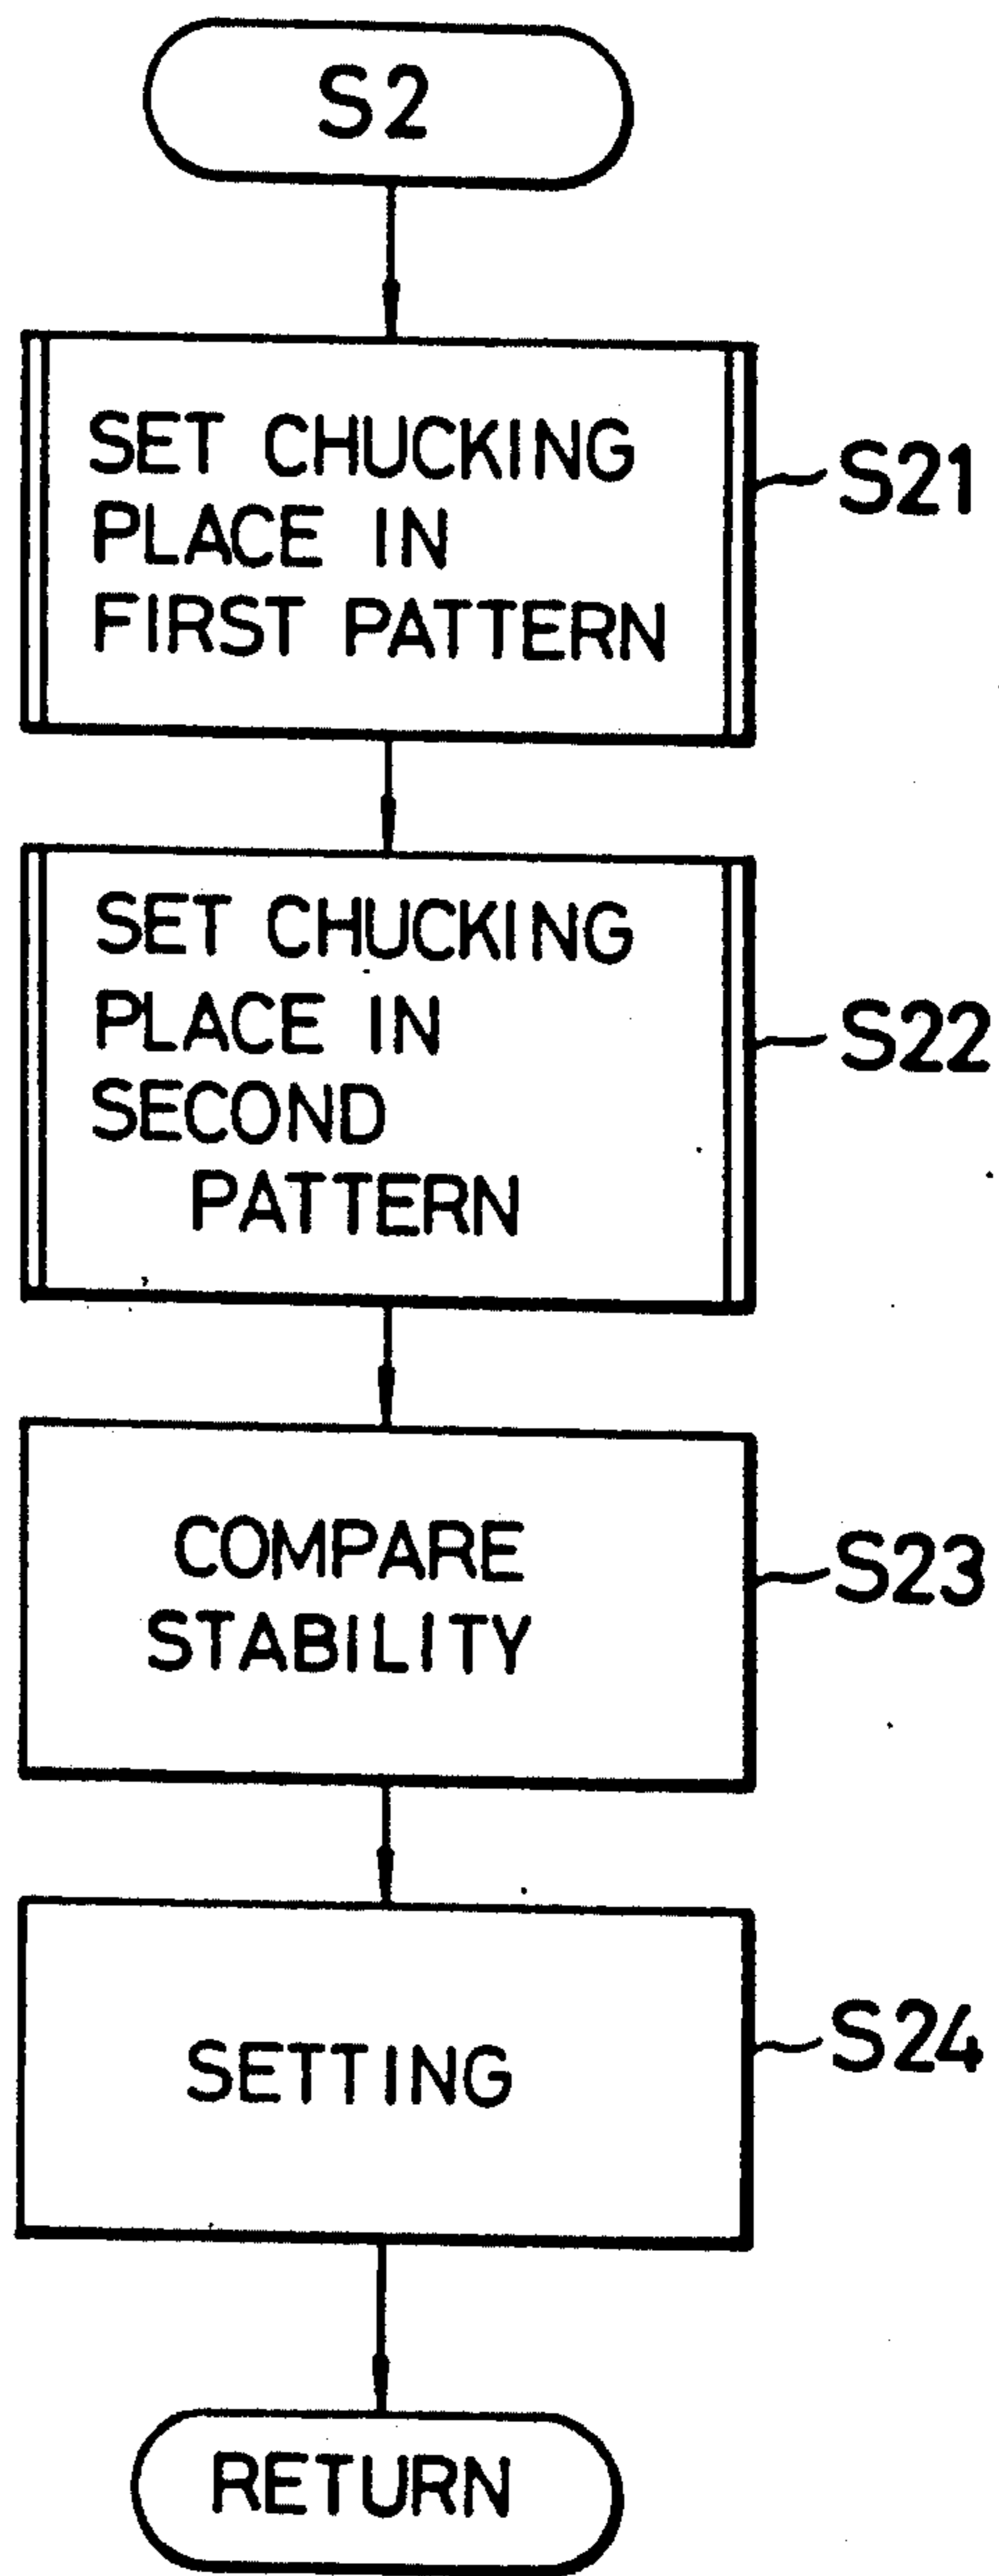 S2
SET CHUCKING
PLACE IN
FIRST PATTERN
S21
SET CHUCKING
PLACE IN
SECOND
PATTERN
S22
COMPARE
STABILITY
S23
SETTING
S24
RETURN